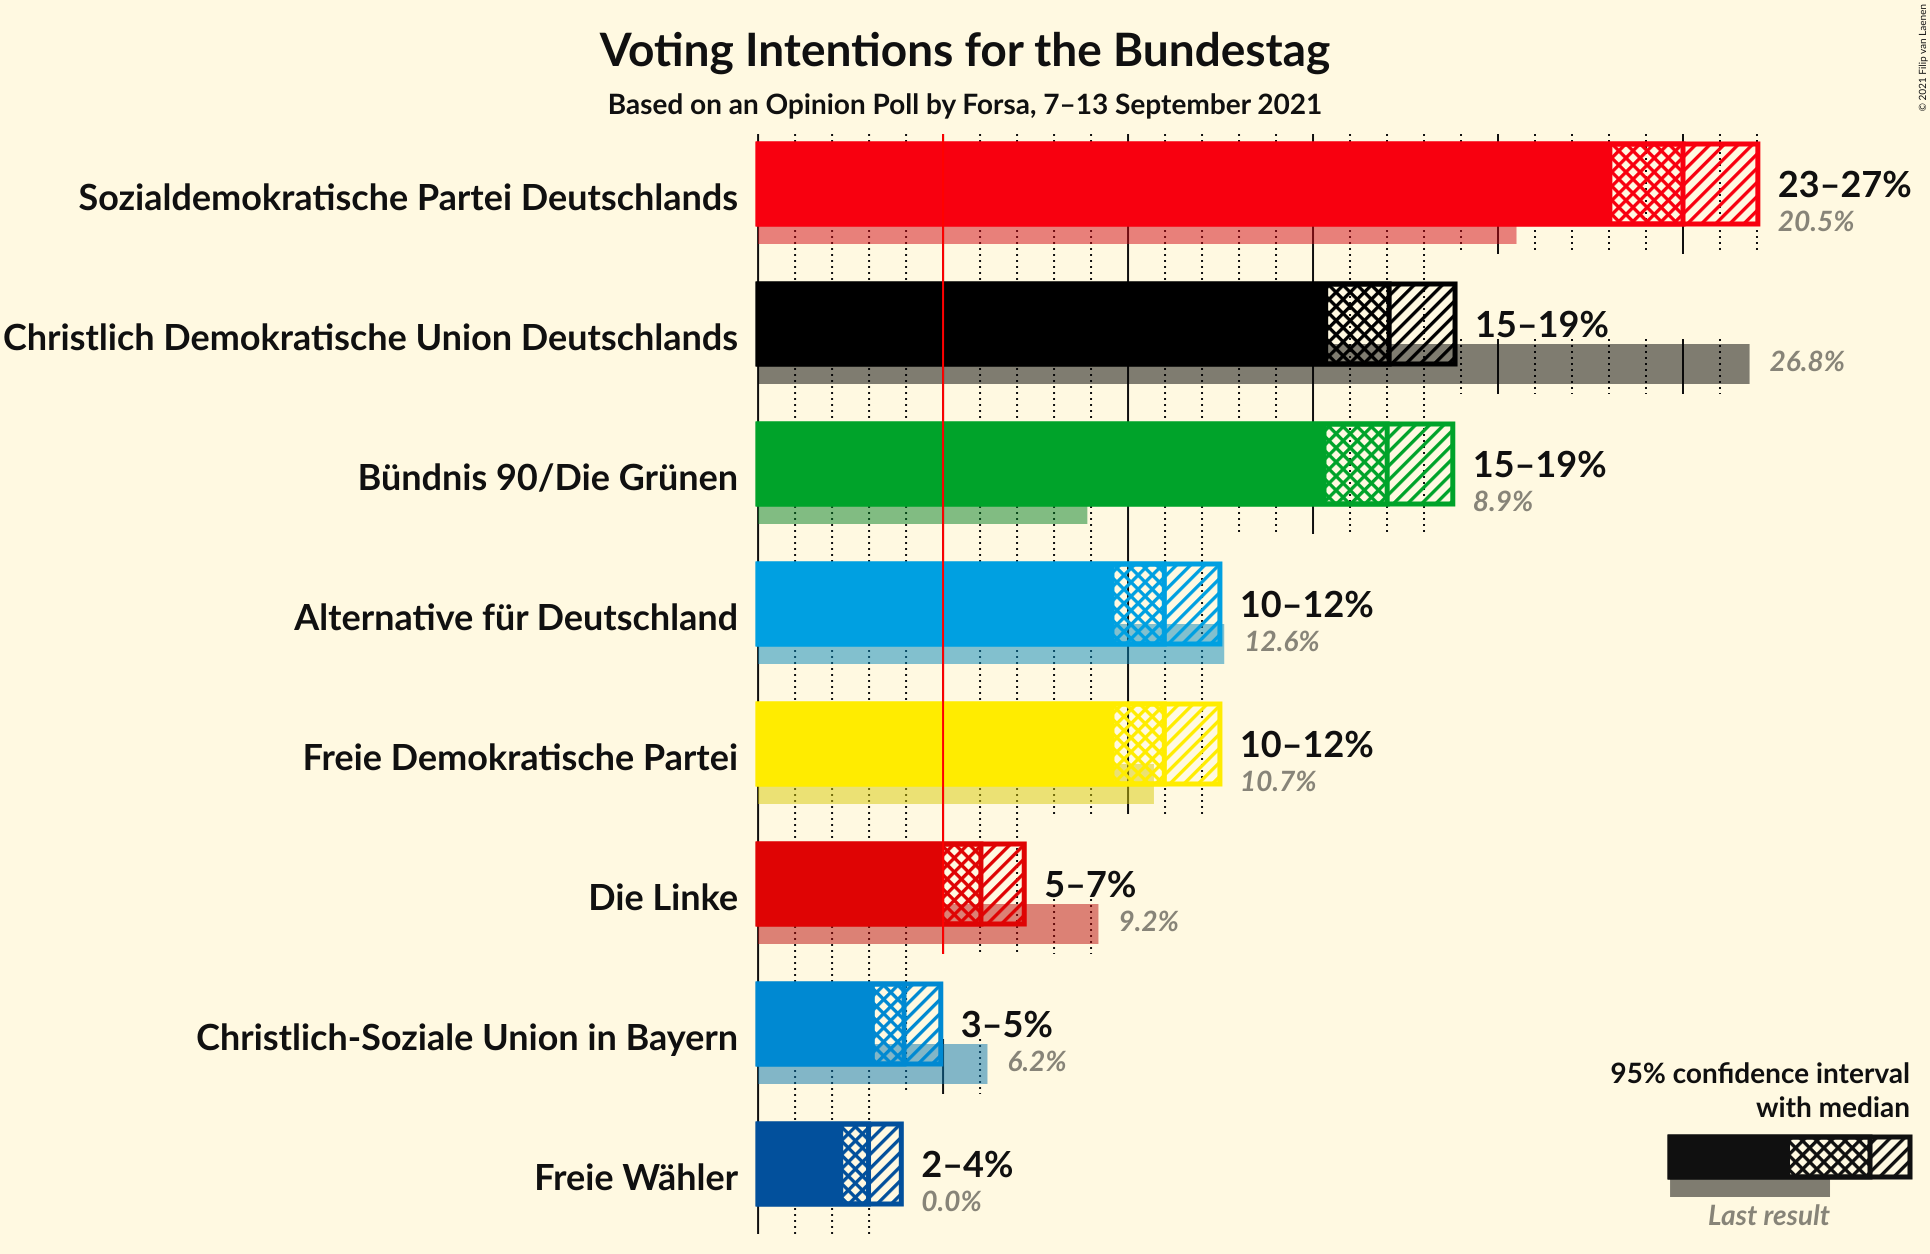 Voting Intentions for the Bundestag
Based on an Opinion Poll by Forsa, 7–13 September 2021
© 2021 Filip van Laenen
Sozialdemokratische Partei Deutschlands
23–27%
20.5%
Christlich Demokratische Union Deutschlands
15–19%
26.8%
Bündnis 90/Die Grünen
15–19%
8.9%
Alternative für Deutschland
10–12%
12.6%
Freie Demokratische Partei
10–12%
10.7%
Die Linke
5–7%
9.2%
Christlich-Soziale Union in Bayern
3–5%
6.2%
Freie Wähler
2–4%
0.0%
95% confidence interval
with median
Last result